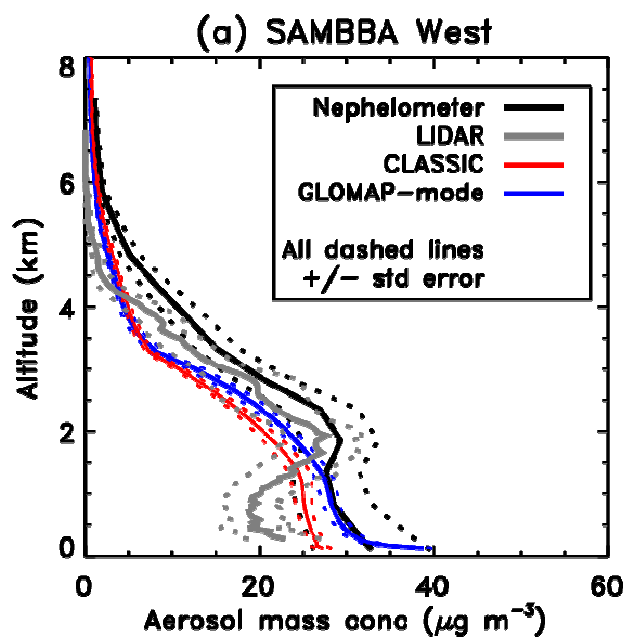 (a) SAMBBA West
8
6
4
2
0
Altitude (km)
Nephelometer
LIDAR
CLASSIC
GLOMAP-mode
All dashed lines
+/- std error
0 20 40 60
Aerosol mass conc (μg m⁻³)